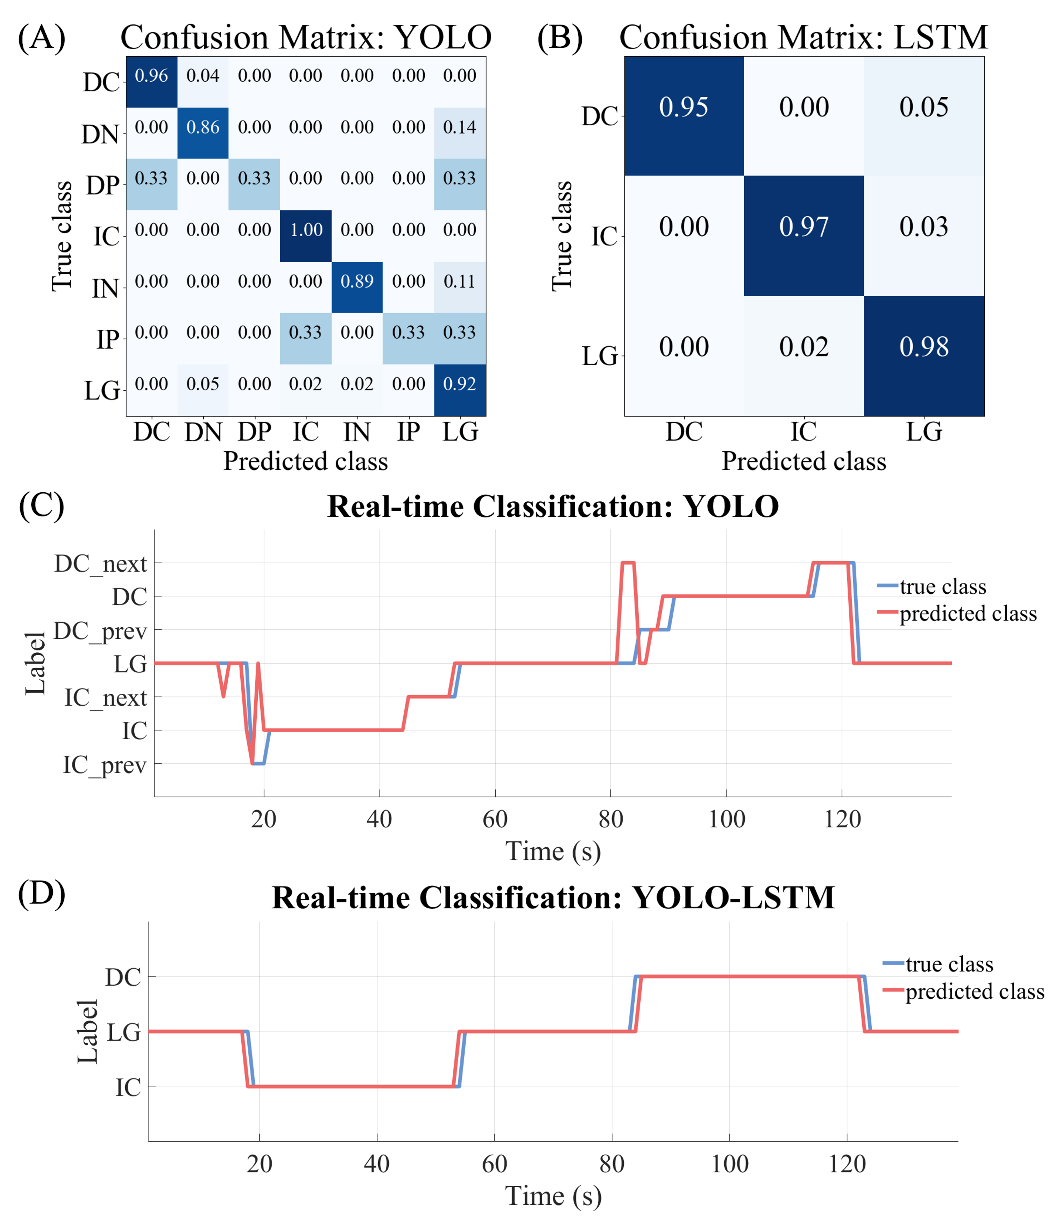 (A) Confusion Matrix: YOLO
True class
DC 0.96 0.04 0.00 0.00 0.00 0.00 0.00
DN 0.00 0.86 0.00 0.00 0.00 0.00 0.14
DP 0.33 0.00 0.33 0.00 0.00 0.00 0.33
IC 0.00 0.00 0.00 1.00 0.00 0.00 0.00
IN 0.00 0.00 0.00 0.00 0.89 0.00 0.11
IP 0.00 0.00 0.00 0.33 0.00 0.33 0.33
LG 0.00 0.05 0.00 0.02 0.02 0.00 0.92
DC DN DP IC IN IP LG
Predicted class
(B) Confusion Matrix: LSTM
True class
DC 0.95 0.00 0.05
IC 0.00 0.97 0.03
LG 0.00 0.02 0.98
DC IC LG
Predicted class
(C) Real-time Classification: YOLO
Label
DC_next
DC
DC_prev
LG
IC_next
IC
IC_prev
true class
predicted class
20 40 60 80 100 120
Time (s)
(D) Real-time Classification: YOLO-LSTM
Label
DC
LG
IC
true class
predicted class
20 40 60 80 100 120
Time (s)